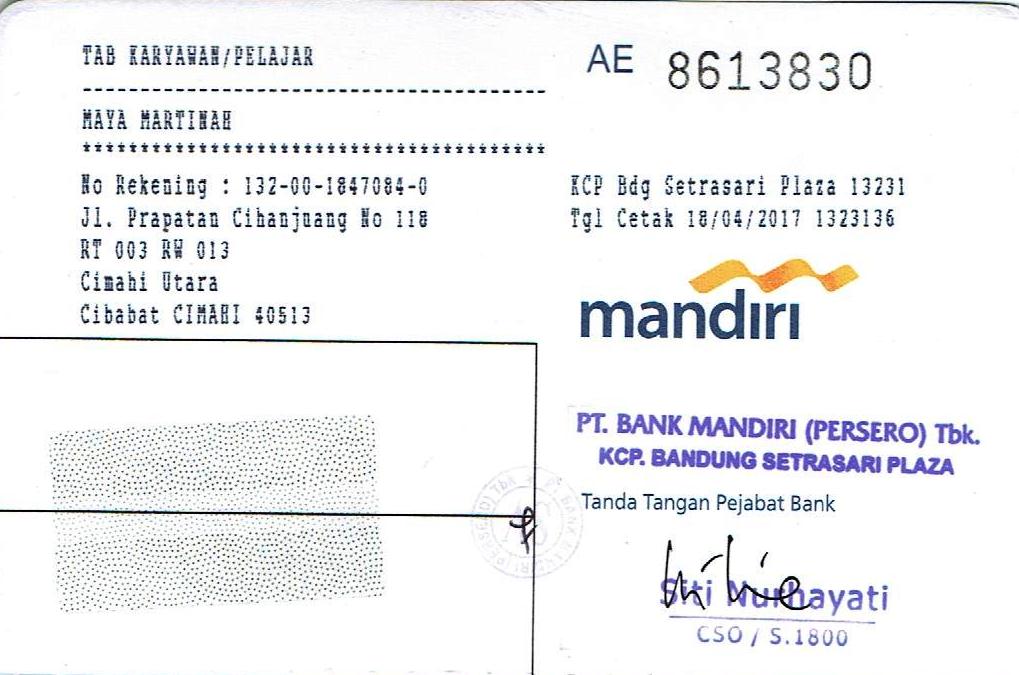 TAB KARYAWAN/PELAJAR
----------------------------------------
MAYA MARTINAH
****************************************
No Rekening : 132-00-1847084-0
Jl. Prapatan Cihanjuang No 118
RT 003 RW 013
Cimahi Utara
Cibabat CIMAHI 40513
AE 8613830
KCP Bdg Setrasari Plaza 13231
Tgl Cetak 18/04/2017 1323136
mandiri
PT. BANK MANDIRI (PERSERO) Tbk.
KCP. BANDUNG SETRASARI PLAZA
Tanda Tangan Pejabat Bank
Siti Nurhayati
CSO / S.1800